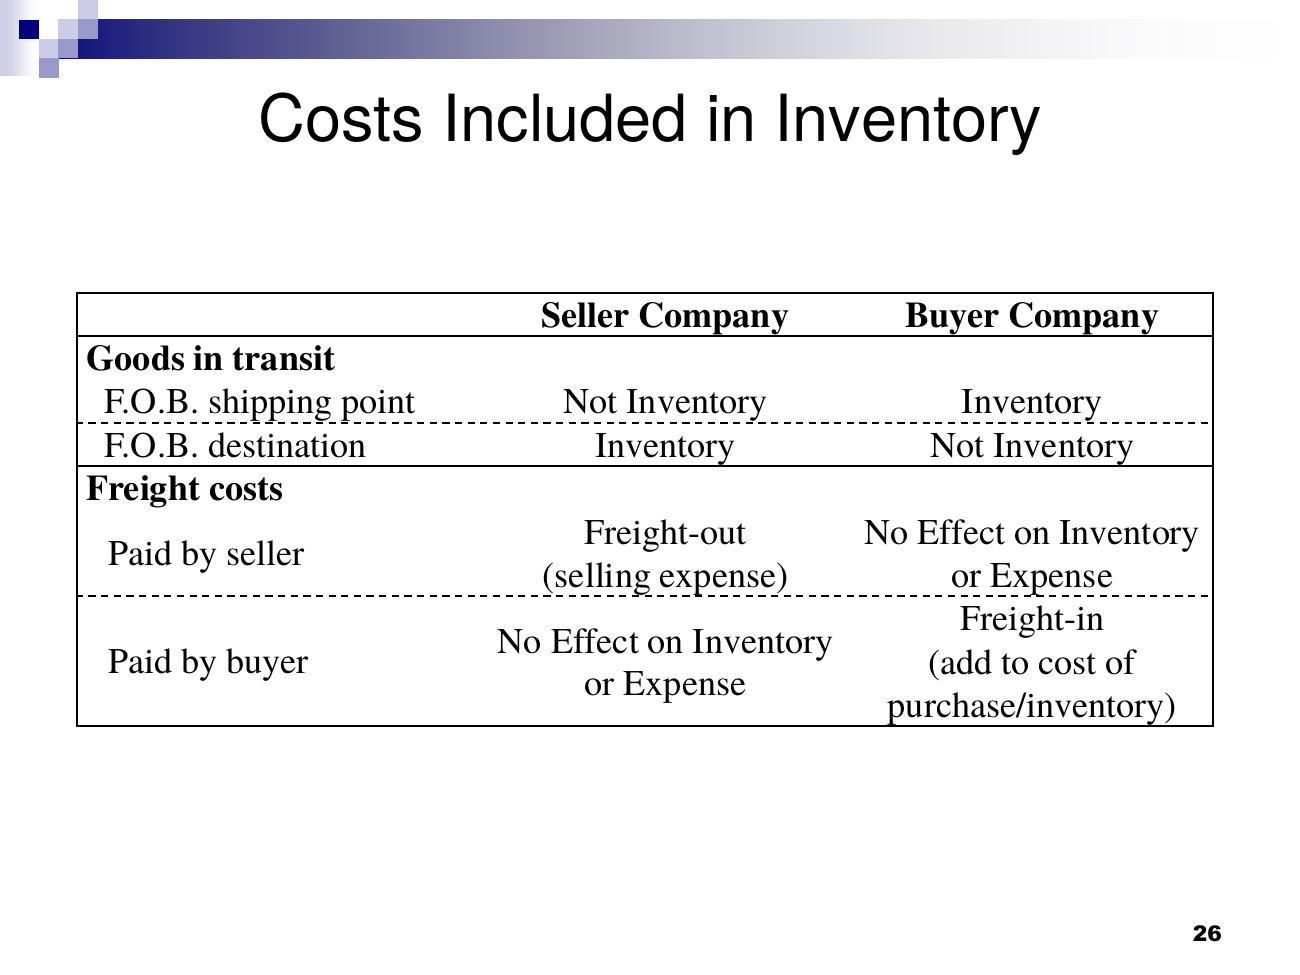 Costs Included in Inventory
Seller Company Buyer Company
Goods in transit
F.O.B. shipping point Not Inventory Inventory
F.O.B. destination Inventory Not Inventory
Freight costs
Paid by seller
Freight-out
(selling expense)
No Effect on Inventory
or Expense
Paid by buyer
No Effect on Inventory
or Expense
Freight-in
(add to cost of
purchase/inventory)
26